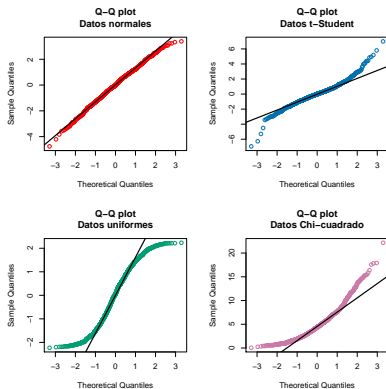 Q−Q plot
Datos normales
Sample Quantiles
−4 −2 0 2
−3 −2 −1 0 1 2 3
Theoretical Quantiles
Q−Q plot
Datos t−Student
Sample Quantiles
−6 −2 0 2 4 6
−3 −2 −1 0 1 2 3
Theoretical Quantiles
Q−Q plot
Datos uniformes
Sample Quantiles
−2 −1 0 1 2
−3 −2 −1 0 1 2 3
Theoretical Quantiles
Q−Q plot
Datos Chi−cuadrado
Sample Quantiles
0 5 10 15 20
−3 −2 −1 0 1 2 3
Theoretical Quantiles